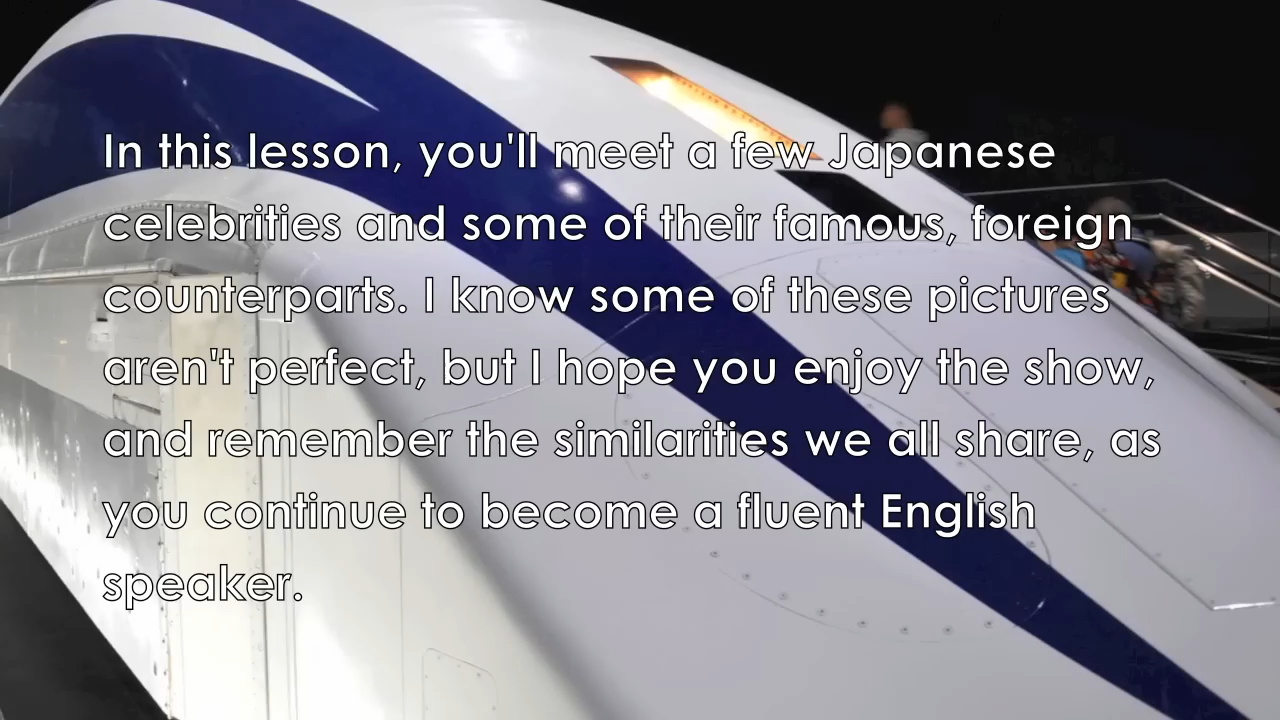 In this lesson, you'll meet a few Japanese
celebrities and some of their famous, foreign
counterparts. I know some of these pictures
aren't perfect, but I hope you enjoy the show,
and remember the similarities we all share, as
you continue to become a fluent English
speaker.